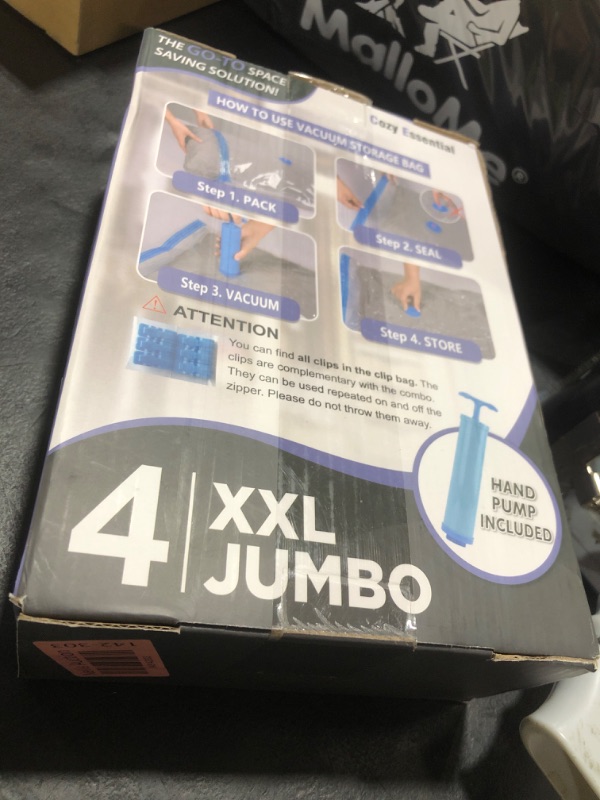 THE GO-TO SPACE
SAVING SOLUTION!
Cozy Essential
HOW TO USE VACUUM STORAGE BAG
Step 1. PACK
Step 2. SEAL
Step 3. VACUUM
Step 4. STORE
ATTENTION
You can find all clips in the clip bag. The
clips are complementary with the combo.
They can be used repeated on and off the
zipper. Please do not throw them away.
4
XXL
JUMBO
HAND
PUMP
INCLUDED
142 303
MalloMe®